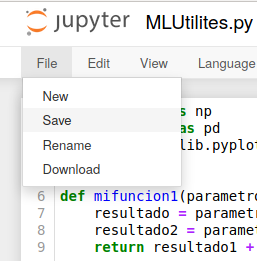 jupyter MLUtilites.py
File Edit View Language
New
Save
Rename
Download
s np
as pd
lib.pyplo
6 def mifuncion1(parametro
7 resultado = parametr
8 resultado2 = paramet
9 return resultado1 +